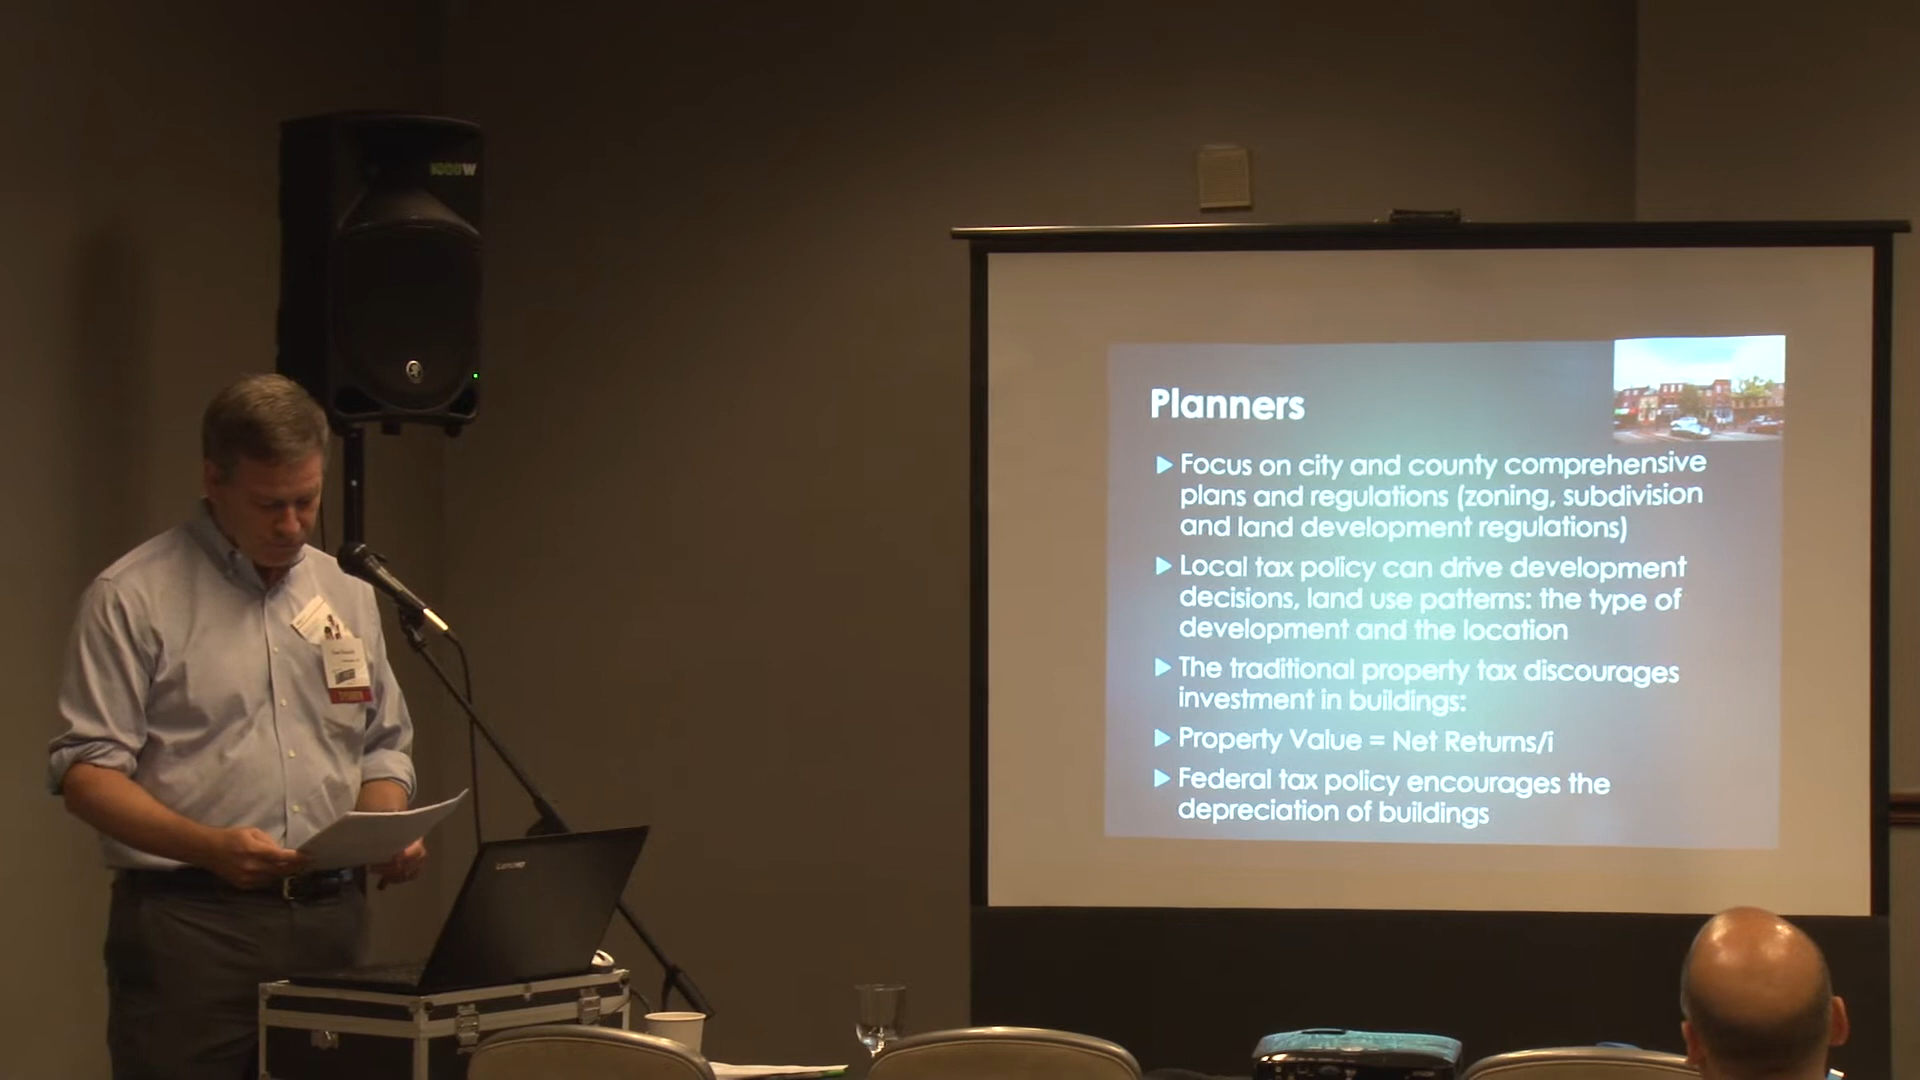 1000W
Planners
Focus on city and county comprehensive
plans and regulations (zoning, subdivision
and land development regulations)
Local tax policy can drive development
decisions, land use patterns: the type of
development and the location
The traditional property tax discourages
investment in buildings:
Property Value = Net Returns/i
Federal tax policy encourages the
depreciation of buildings
Lenovo